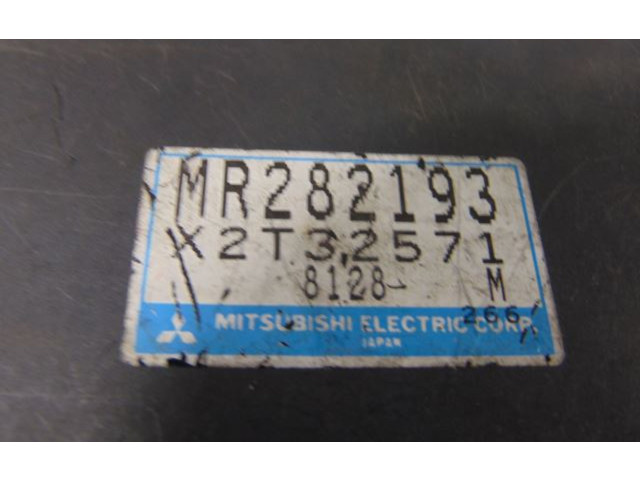 MR282193
X2T32571
8128- M
266
MITSUBISHI ELECTRIC CORP.
JAPAN